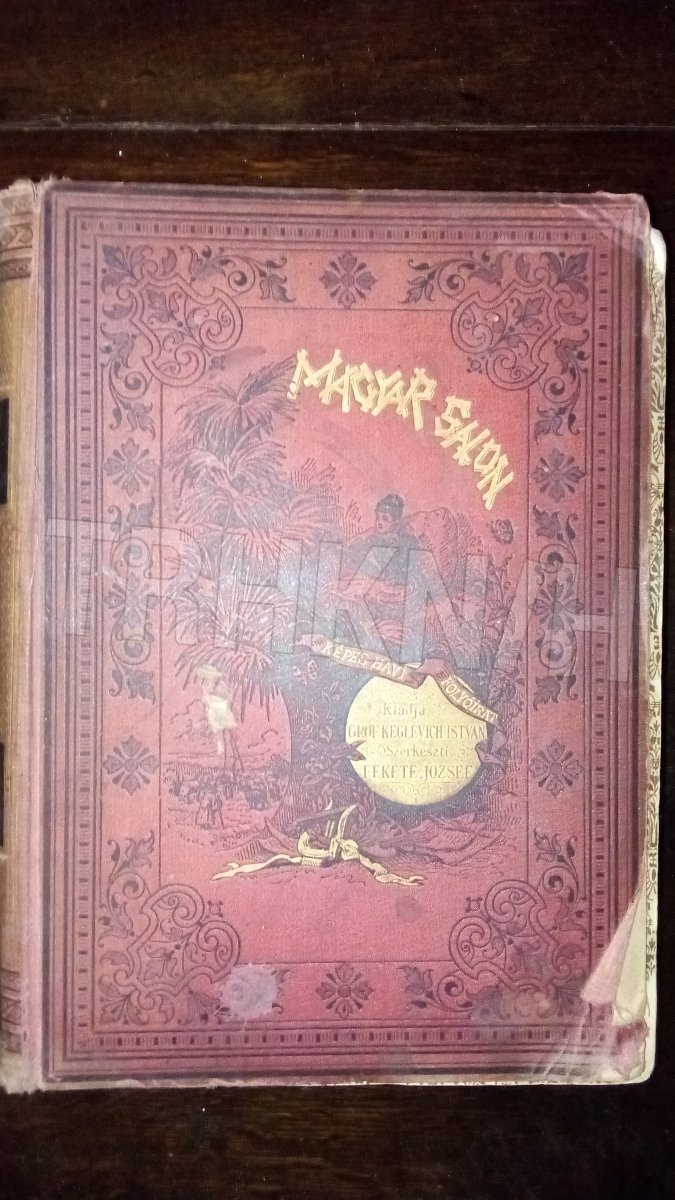 MAGYAR SALON
KÉPES HAVI FOLYÓIRAT
Kiadja
GRÓF KEGLEVICH ISTVÁN
Szerkeszti
FEKETE JÓZSEF